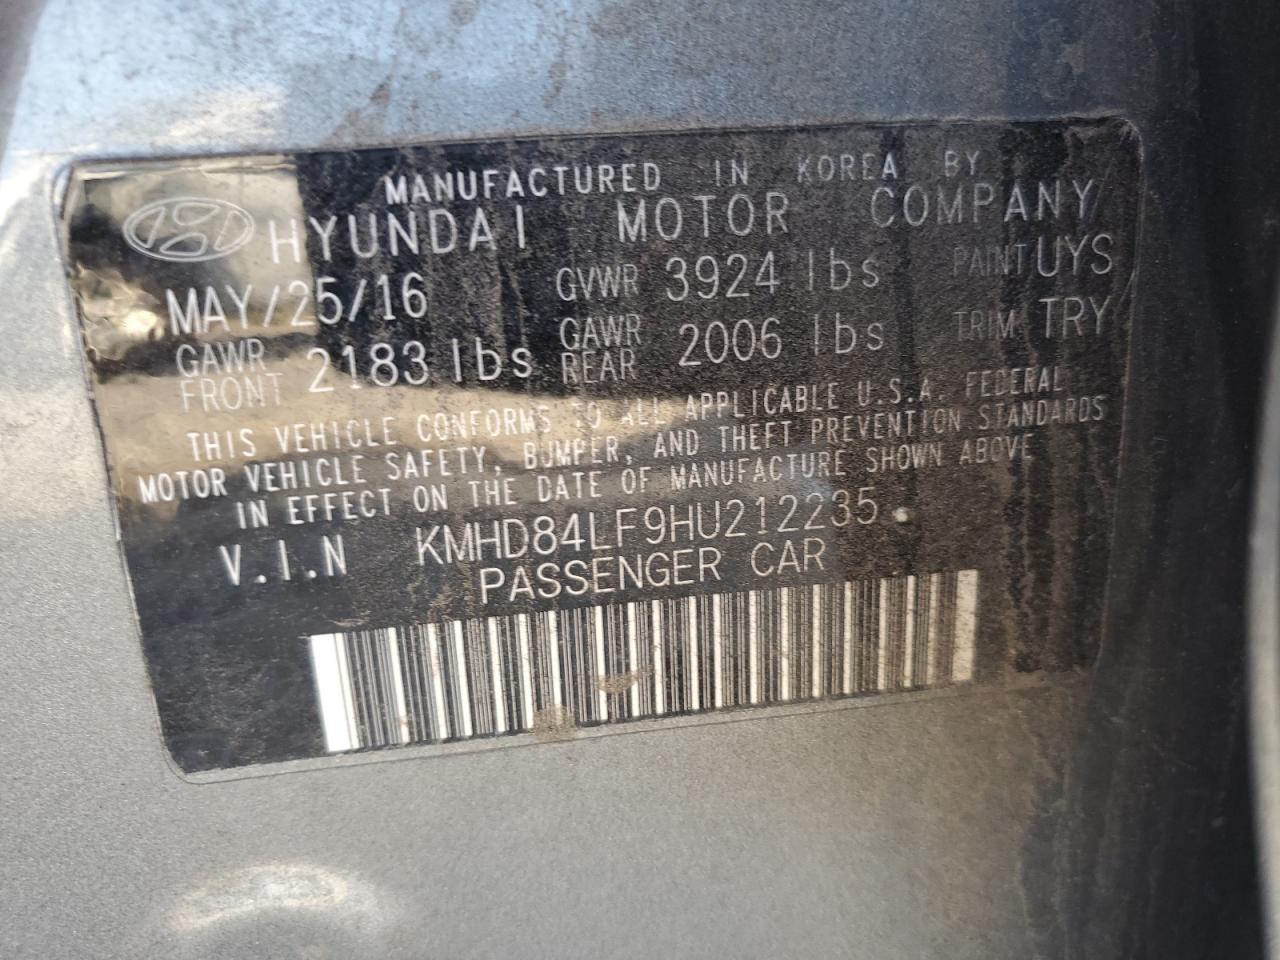 MANUFACTURED IN KOREA BY
HYUNDAI MOTOR COMPANY
MAY/25/16 GVWR 3924 lbs PAINT UYS
GAWR FRONT 2183 lbs GAWR REAR 2006 lbs TRIM TRY
THIS VEHICLE CONFORMS TO ALL APPLICABLE U.S.A. FEDERAL
MOTOR VEHICLE SAFETY, BUMPER, AND THEFT PREVENTION STANDARDS
IN EFFECT ON THE DATE OF MANUFACTURE SHOWN ABOVE
V.I.N KMHD84LF9HU212235
PASSENGER CAR